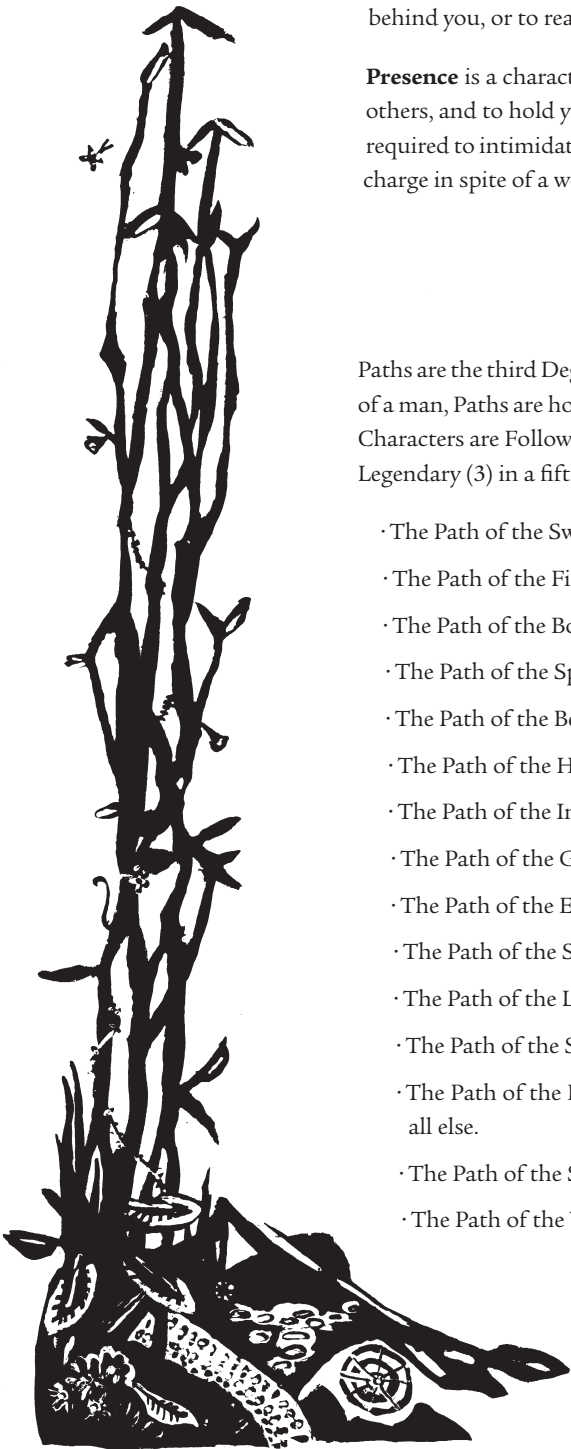 behind you, or to rea
Presence is a charact
others, and to hold y
required to intimidat
charge in spite of a w
Paths are the third Deg
of a man, Paths are ho
Characters are Follow
Legendary (3) in a fift
· The Path of the Sw
· The Path of the Fi
· The Path of the Bo
· The Path of the Sp
· The Path of the Be
· The Path of the H
· The Path of the In
· The Path of the G
· The Path of the E
· The Path of the S
· The Path of the L
· The Path of the S
· The Path of the
all else.
· The Path of the S
· The Path of the